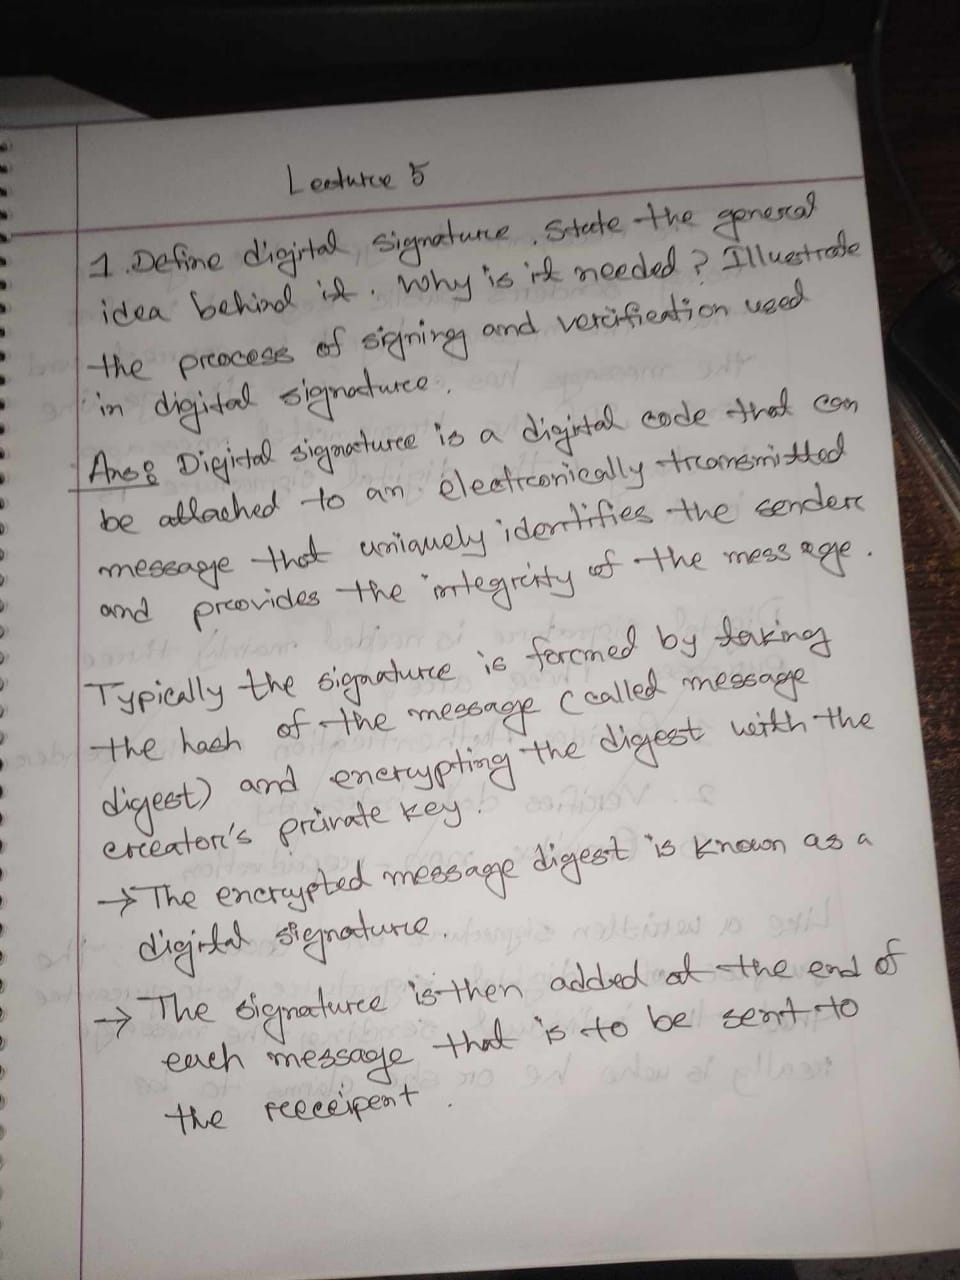 Lecture 5
1. Define digital signature. State the general
idea behind it. Why is it needed? Illustrate
the process of signing and verification used
in digital signature.
Ans: Digital signature is a digital code that can
be attached to an electronically transmitted
message that uniquely identifies the sender
and provides the integrity of the message.
Typically the signature is formed by taking
the hash of the message (called message
digest) and encrypting the digest with the
creator's private key.
→ The encrypted message digest is known as a
digital signature.
→ The signature is then added at the end of
each message that is to be sent to
the receipent.